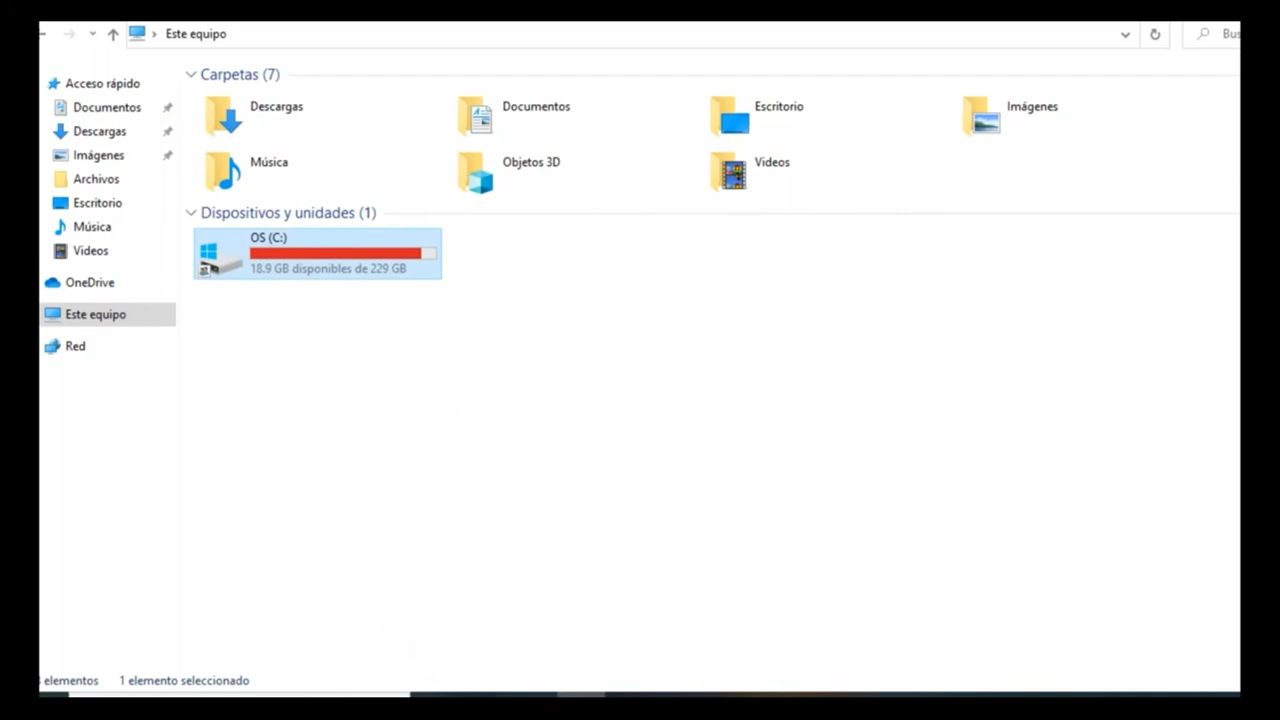 Este equipo
Bus
Acceso rápido
Documentos
Descargas
Imágenes
Archivos
Escritorio
Música
Videos
OneDrive
Este equipo
Red
Carpetas (7)
Descargas
Documentos
Escritorio
Imágenes
Música
Objetos 3D
Videos
Dispositivos y unidades (1)
OS (C:)
18.9 GB disponibles de 229 GB
elementos
1 elemento seleccionado